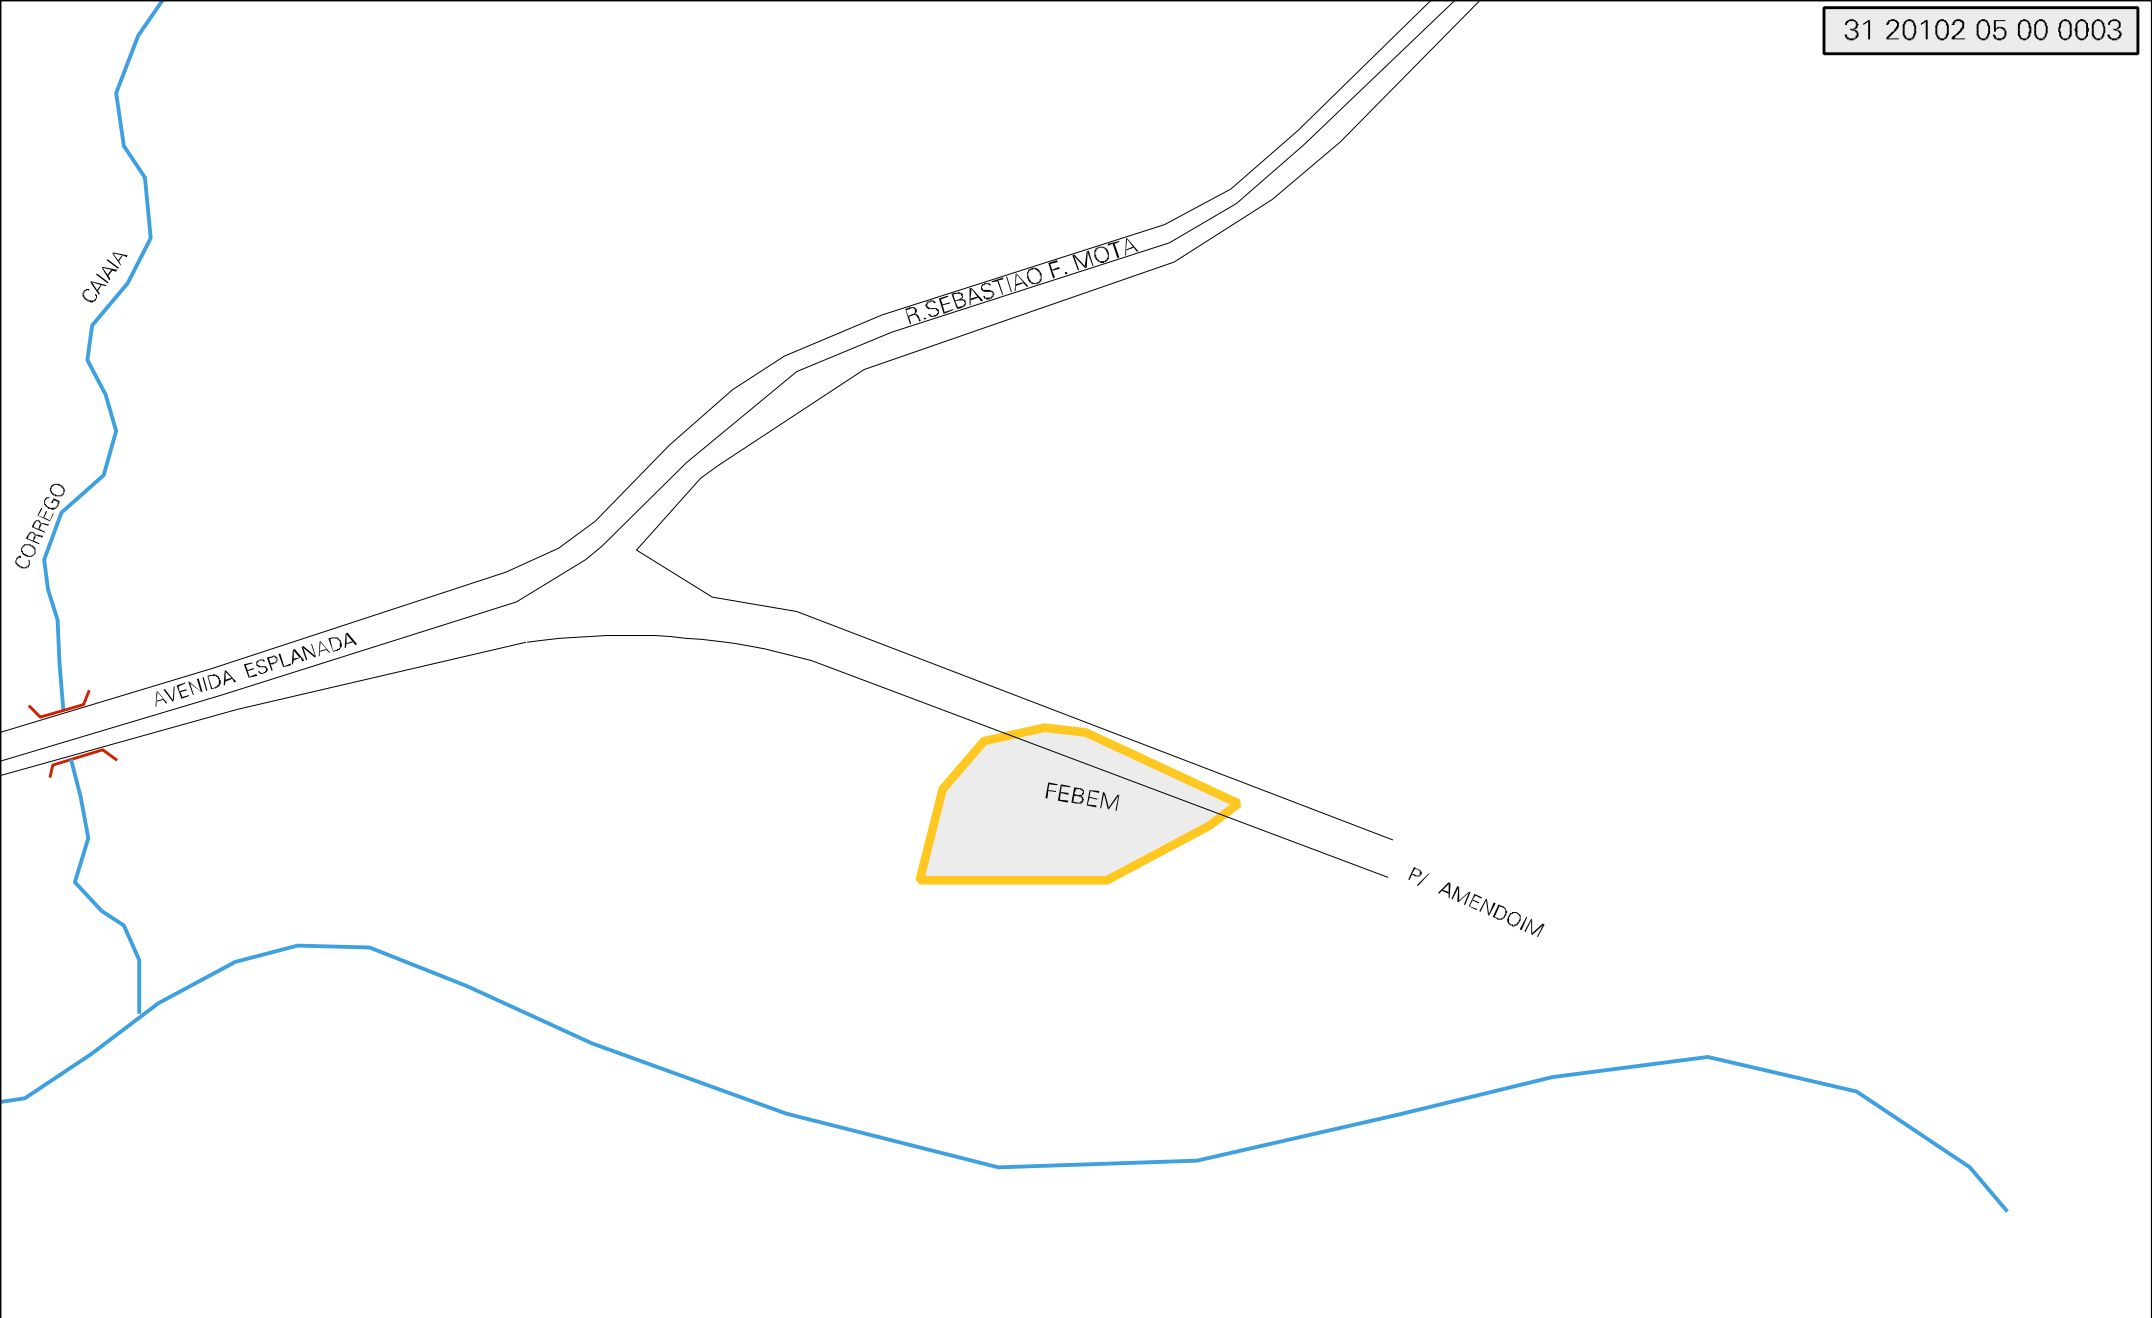 31 20102 05 00 0003
R.SEBASTIAO F. MOTA
CAIAIA
CORREGO
AVENIDA ESPLANADA
FEBEM
P/ AMENDOIM